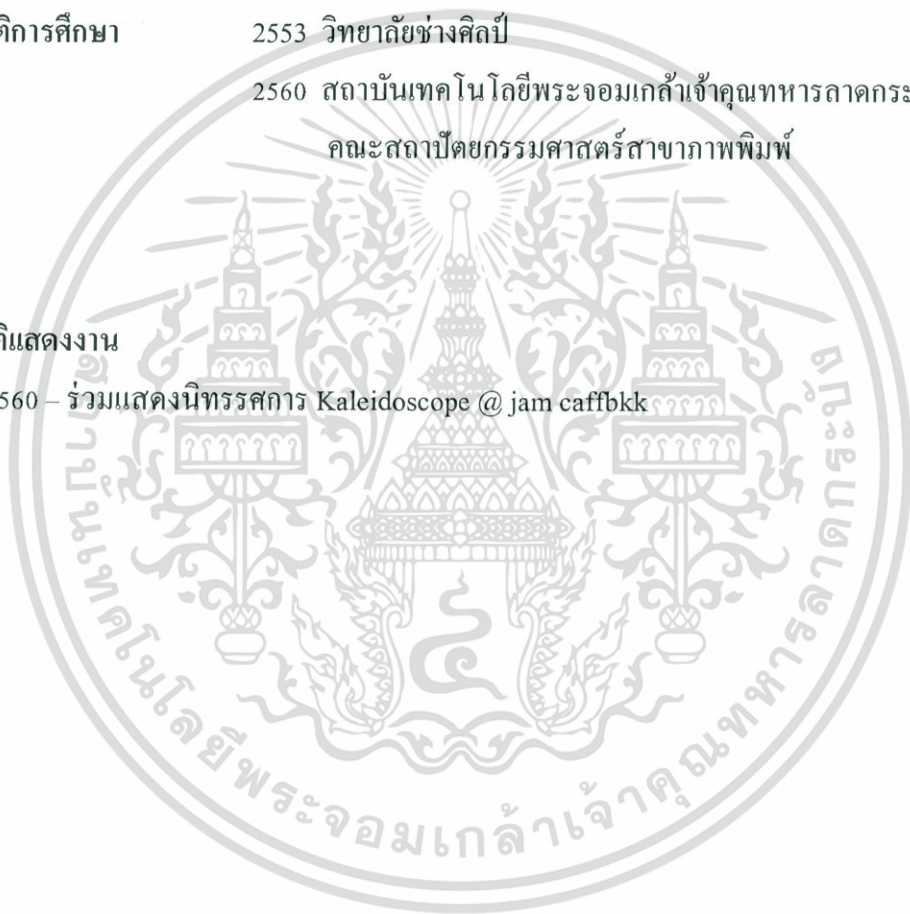 ติการศึกษา 2553 วิทยาลัยช่างศิลป์
2560 สถาบันเทคโนโลยีพระจอมเกล้าเจ้าคุณทหารลาดกระ
คณะสถาปัตยกรรมศาสตร์สาขาภาพพิมพ์
ติแสดงงาน
560 – ร่วมแสดงนิทรรศการ Kaleidoscope @ jam caffbkk
๔
สถาบันเทคโนโลยีพระจอมเกล้าเจ้าคุณทหารลาดกระบัง